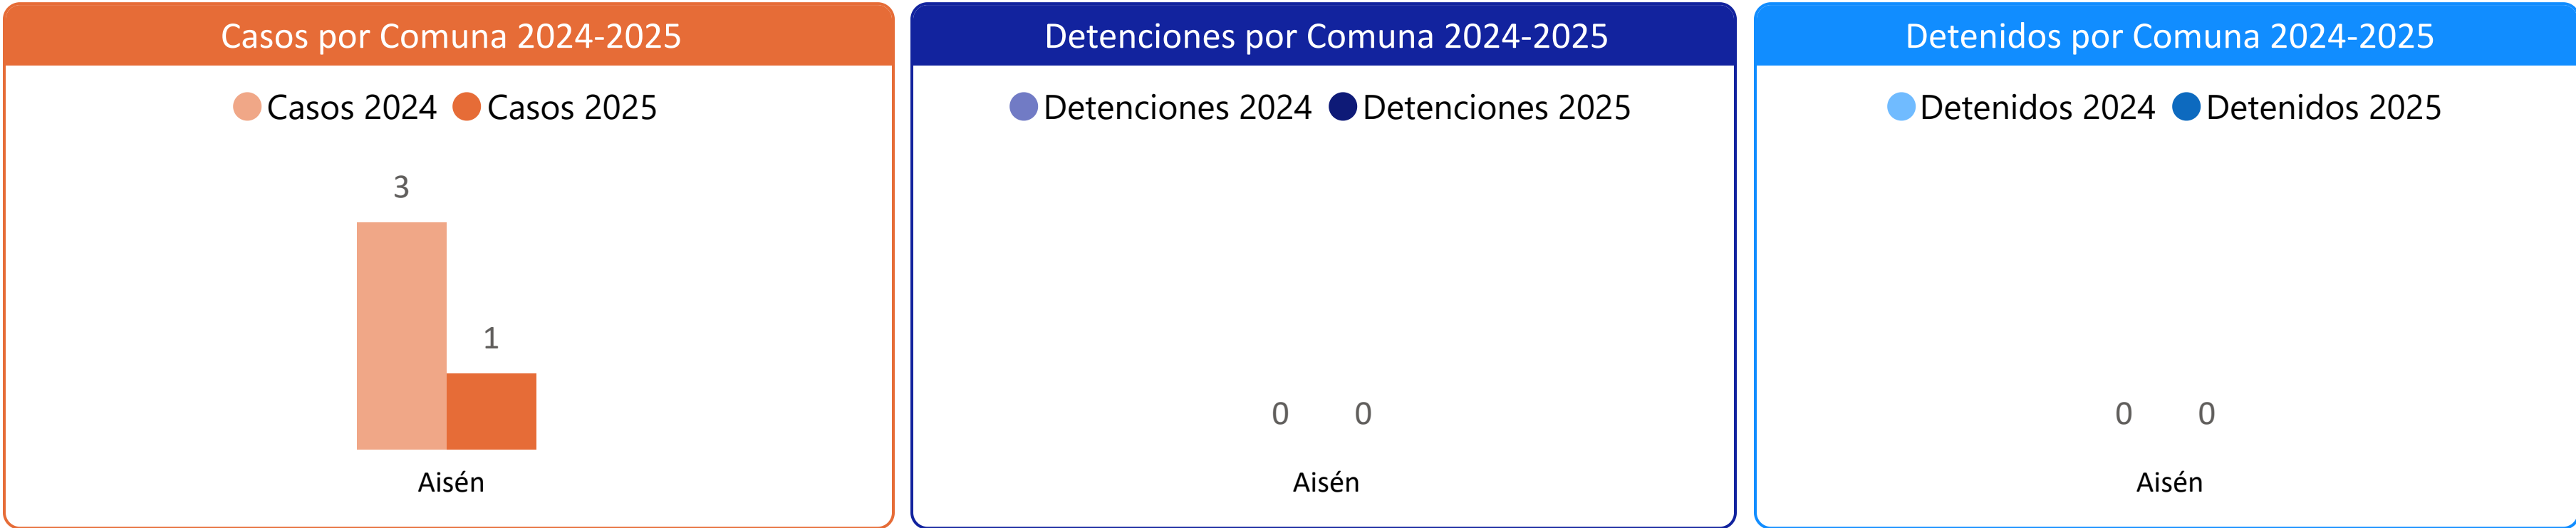 Casos por Comuna 2024-2025
Casos 2024 Casos 2025
3
1
Aisén
Detenciones por Comuna 2024-2025
Detenciones 2024 Detenciones 2025
0 0
Aisén
Detenidos por Comuna 2024-2025
Detenidos 2024 Detenidos 2025
0 0
Aisén